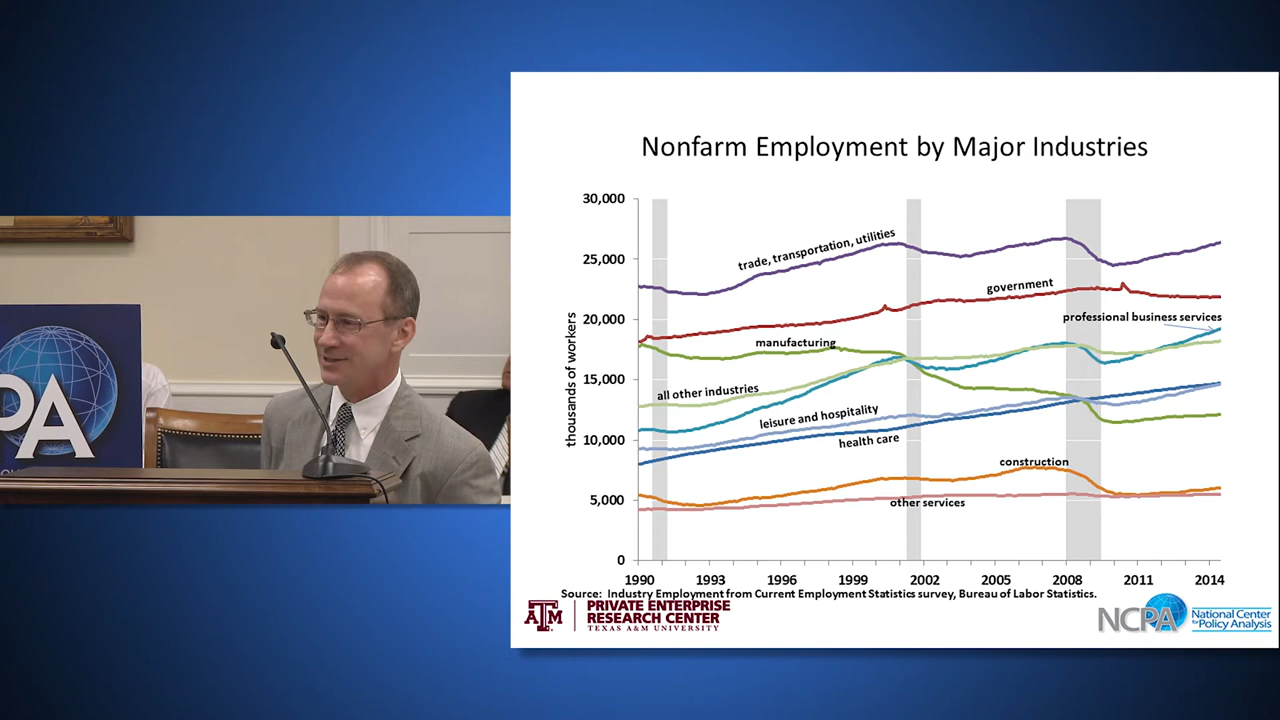 PA
Nonfarm Employment by Major Industries
30,000
25,000
20,000
15,000
10,000
5,000
0
thousands of workers
trade, transportation, utilities
government
professional business services
manufacturing
all other industries
leisure and hospitality
health care
construction
other services
1990 1993 1996 1999 2002 2005 2008 2011 2014
Source: Industry Employment from Current Employment Statistics survey, Bureau of Labor Statistics.
ATM
PRIVATE ENTERPRISE
RESEARCH CENTER
TEXAS A&M UNIVERSITY
NCPA
National Center
for Policy Analysis